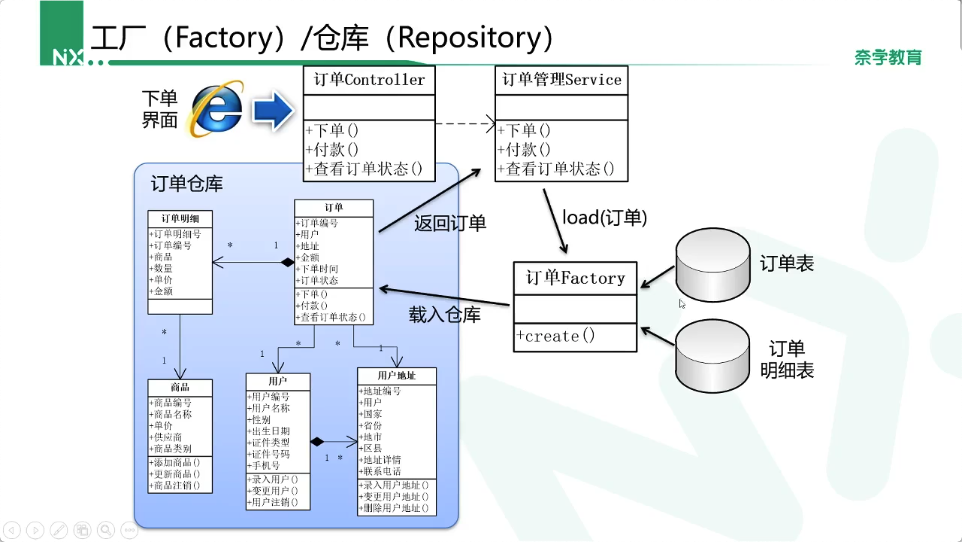 工厂（Factory）/仓库（Repository）
NX...
奈学教育
下单
界面
订单Controller
+下单()
+付款()
+查看订单状态()
订单管理Service
+下单()
+付款()
+查看订单状态()
订单仓库
返回订单
load(订单)
订单Factory
+create()
载入仓库
订单表
订单
明细表
订单明细
+订单明细号
+订单编号
+商品
+数量
+单价
+金额
*
1
订单
+订单编号
+用户
+地址
+金额
+下单时间
+订单状态
+下单()
+付款()
+查看订单状态()
*
1
*
1
*
1
商品
+商品编号
+商品名称
+单价
+供应商
+商品类别
+添加商品()
+更新商品()
+商品注销()
用户
+用户编号
+用户名称
+性别
+出生日期
+证件类型
+证件号码
+手机号
+录入用户()
+变更用户()
+用户注销()
1 *
用户地址
+地址编号
+用户
+国家
+省份
+地市
+区县
+地址详情
+联系电话
+录入用户地址()
+变更用户地址()
+删除用户地址()